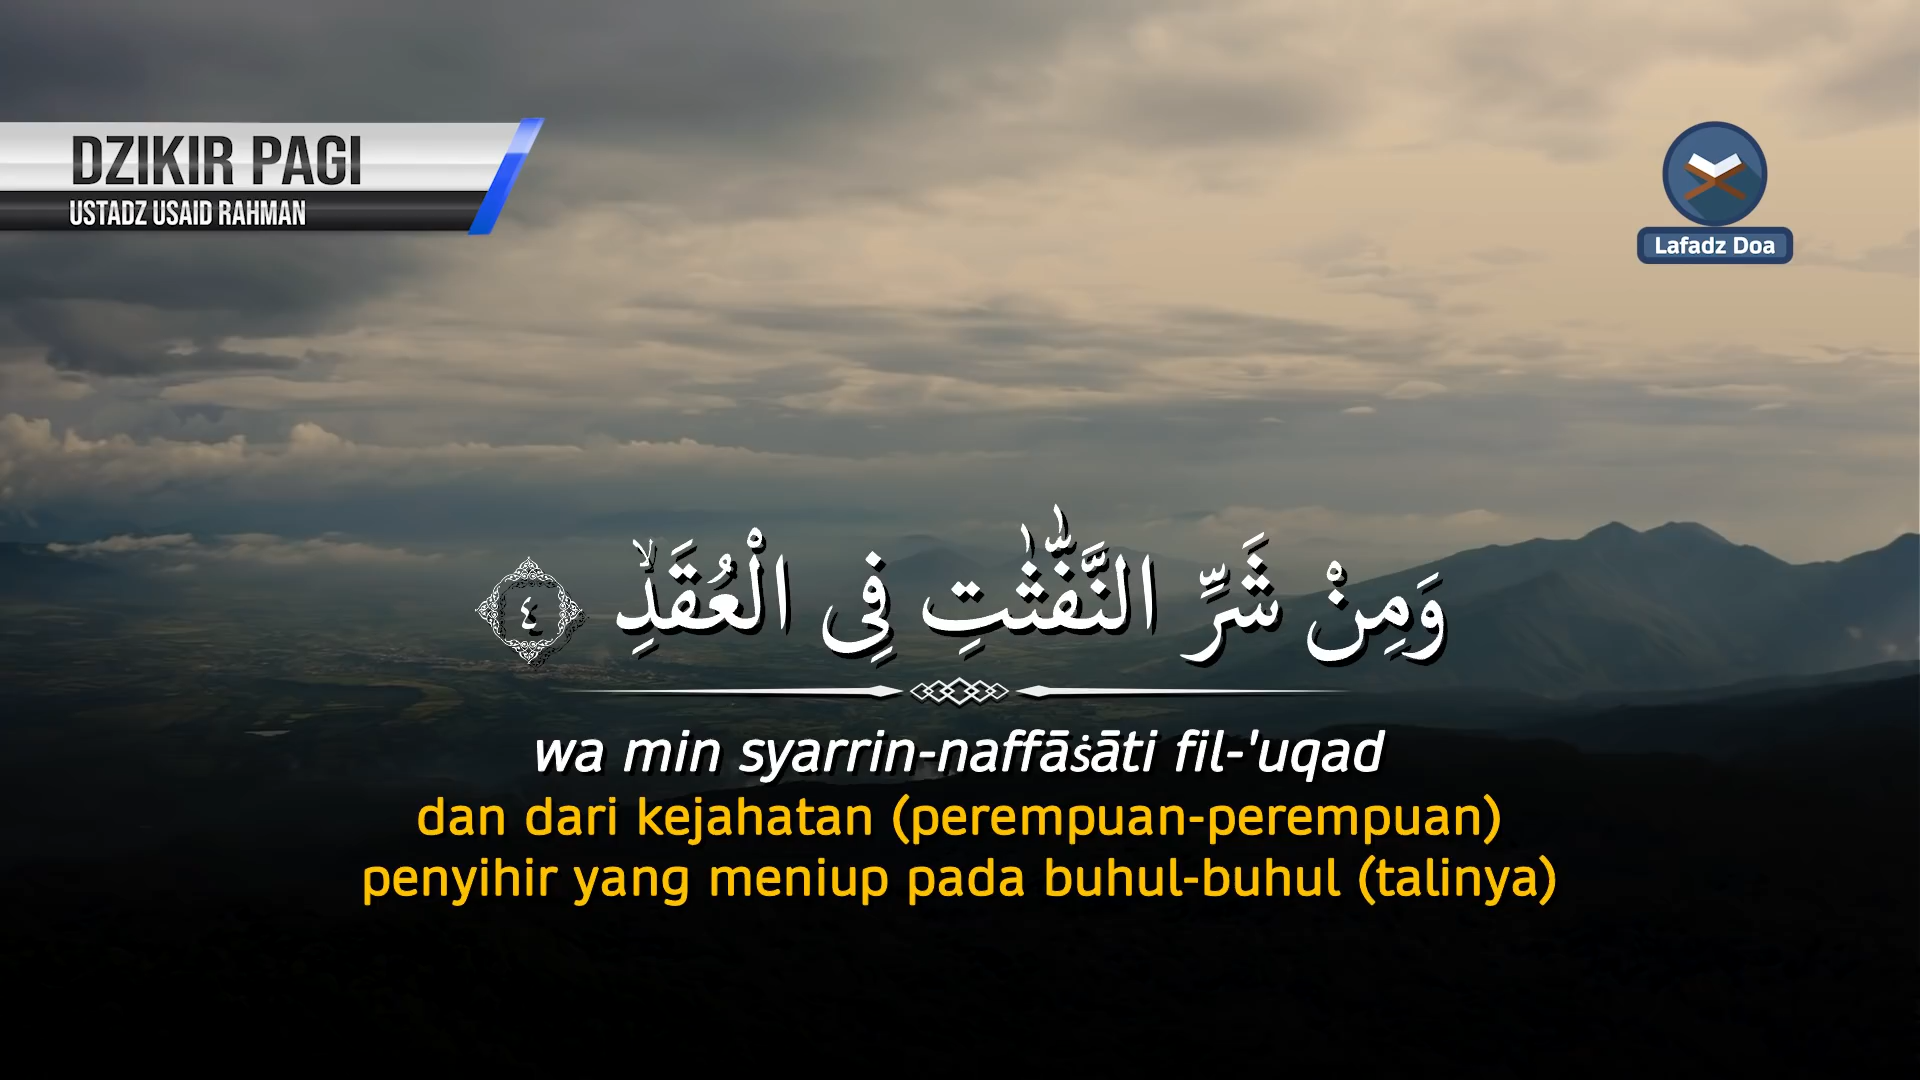 DZIKIR PAGI
USTADZ USAID RAHMAN
Lafadz Doa
وَمِنْ شَرِّ النَّفّٰثٰتِ فِى الْعُقَدِۙ ٤
wa min syarrin-naffāṡāti fil-'uqad
dan dari kejahatan (perempuan-perempuan)
penyihir yang meniup pada buhul-buhul (talinya)